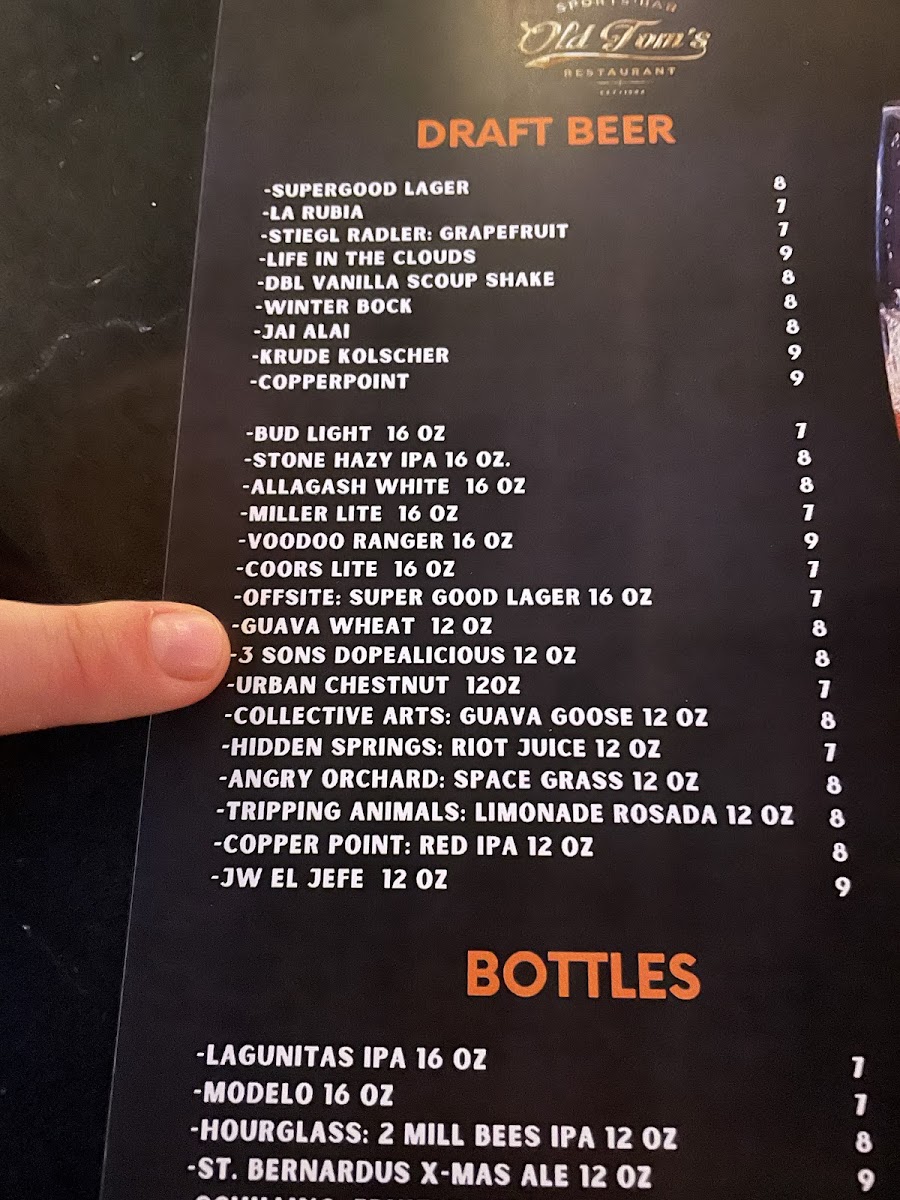 SPORTS BAR
Old Tom's
RESTAURANT
DRAFT BEER
-SUPERGOOD LAGER 8
-LA RUBIA 7
-STIEGL RADLER: GRAPEFRUIT 7
-LIFE IN THE CLOUDS 9
-DBL VANILLA SCOUP SHAKE 8
-WINTER BOCK 8
-JAI ALAI 8
-KRUDE KOLSCHER 9
-COPPERPOINT 9
-BUD LIGHT 16 OZ 7
-STONE HAZY IPA 16 OZ. 8
-ALLAGASH WHITE 16 OZ 8
-MILLER LITE 16 OZ 7
-VOODOO RANGER 16 OZ 9
-COORS LITE 16 OZ 7
-OFFSITE: SUPER GOOD LAGER 16 OZ 7
-GUAVA WHEAT 12 OZ 8
-3 SONS DOPEALICIOUS 12 OZ 8
-URBAN CHESTNUT 12OZ 7
-COLLECTIVE ARTS: GUAVA GOOSE 12 OZ 8
-HIDDEN SPRINGS: RIOT JUICE 12 OZ 7
-ANGRY ORCHARD: SPACE GRASS 12 OZ 8
-TRIPPING ANIMALS: LIMONADE ROSADA 12 OZ 8
-COPPER POINT: RED IPA 12 OZ 8
-JW EL JEFE 12 OZ 9
BOTTLES
-LAGUNITAS IPA 16 OZ 7
-MODELO 16 OZ 7
-HOURGLASS: 2 MILL BEES IPA 12 OZ 8
-ST. BERNARDUS X-MAS ALE 12 OZ 9